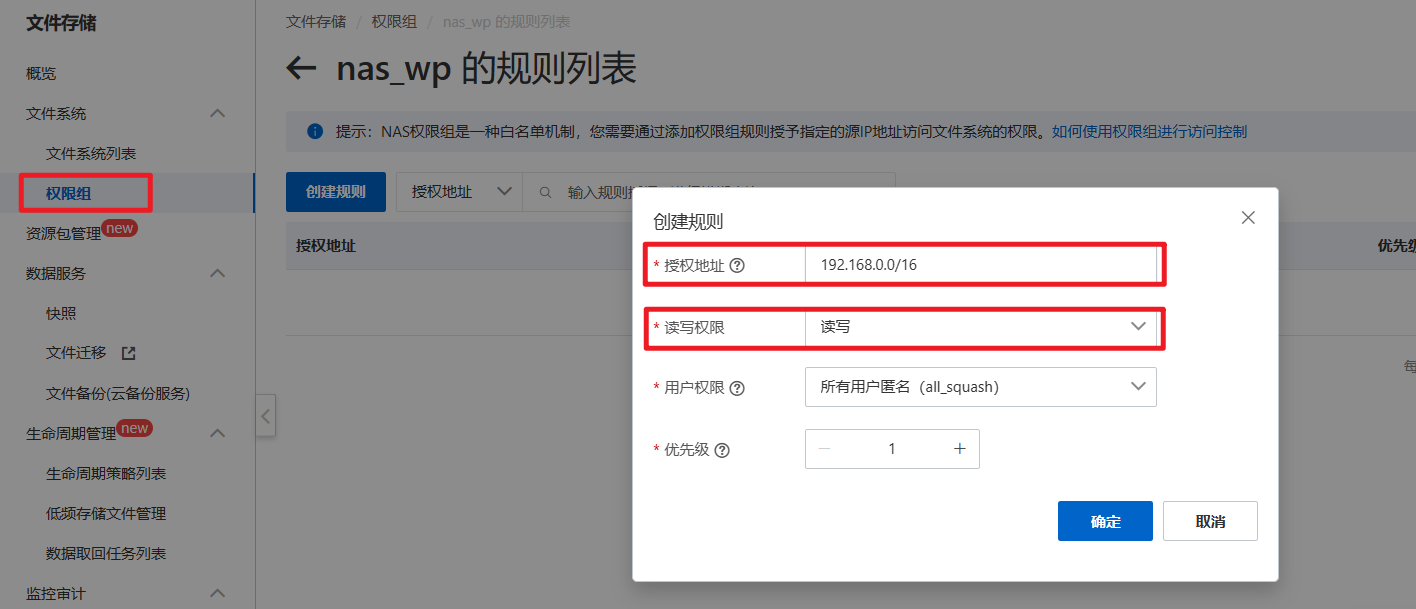 文件存储
概览
文件系统
文件系统列表
权限组
资源包管理 new
数据服务
快照
文件迁移
文件备份(云备份服务)
生命周期管理 new
生命周期策略列表
低频存储文件管理
数据取回任务列表
监控审计
文件存储 / 权限组 / nas_wp 的规则列表
nas_wp 的规则列表
提示：NAS权限组是一种白名单机制，您需要通过添加权限组规则授予指定的源IP地址访问文件系统的权限。如何使用权限组进行访问控制
创建规则 授权地址 输入规则
授权地址 优先级
每
创建规则
* 授权地址 192.168.0.0/16
* 读写权限 读写
* 用户权限 所有用户匿名（all_squash）
* 优先级 1
确定 取消